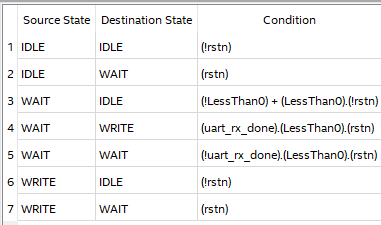 Source State Destination State Condition
1 IDLE IDLE (!rstn)
2 IDLE WAIT (rstn)
3 WAIT IDLE (!LessThan0) + (LessThan0).(!rstn)
4 WAIT WRITE (uart_rx_done).(LessThan0).(rstn)
5 WAIT WAIT (!uart_rx_done).(LessThan0).(rstn)
6 WRITE IDLE (!rstn)
7 WRITE WAIT (rstn)